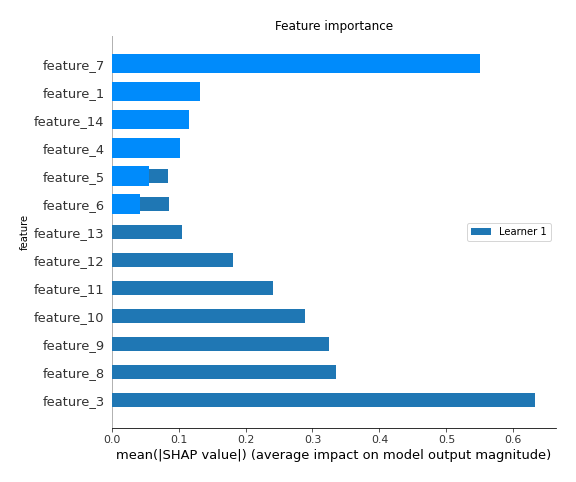 Feature importance
feature_7
feature_1
feature_14
feature_4
feature_5
feature_6
feature_13
feature_12
feature_11
feature_10
feature_9
feature_8
feature_3
feature
Learner 1
0.0 0.1 0.2 0.3 0.4 0.5 0.6
mean(|SHAP value|) (average impact on model output magnitude)